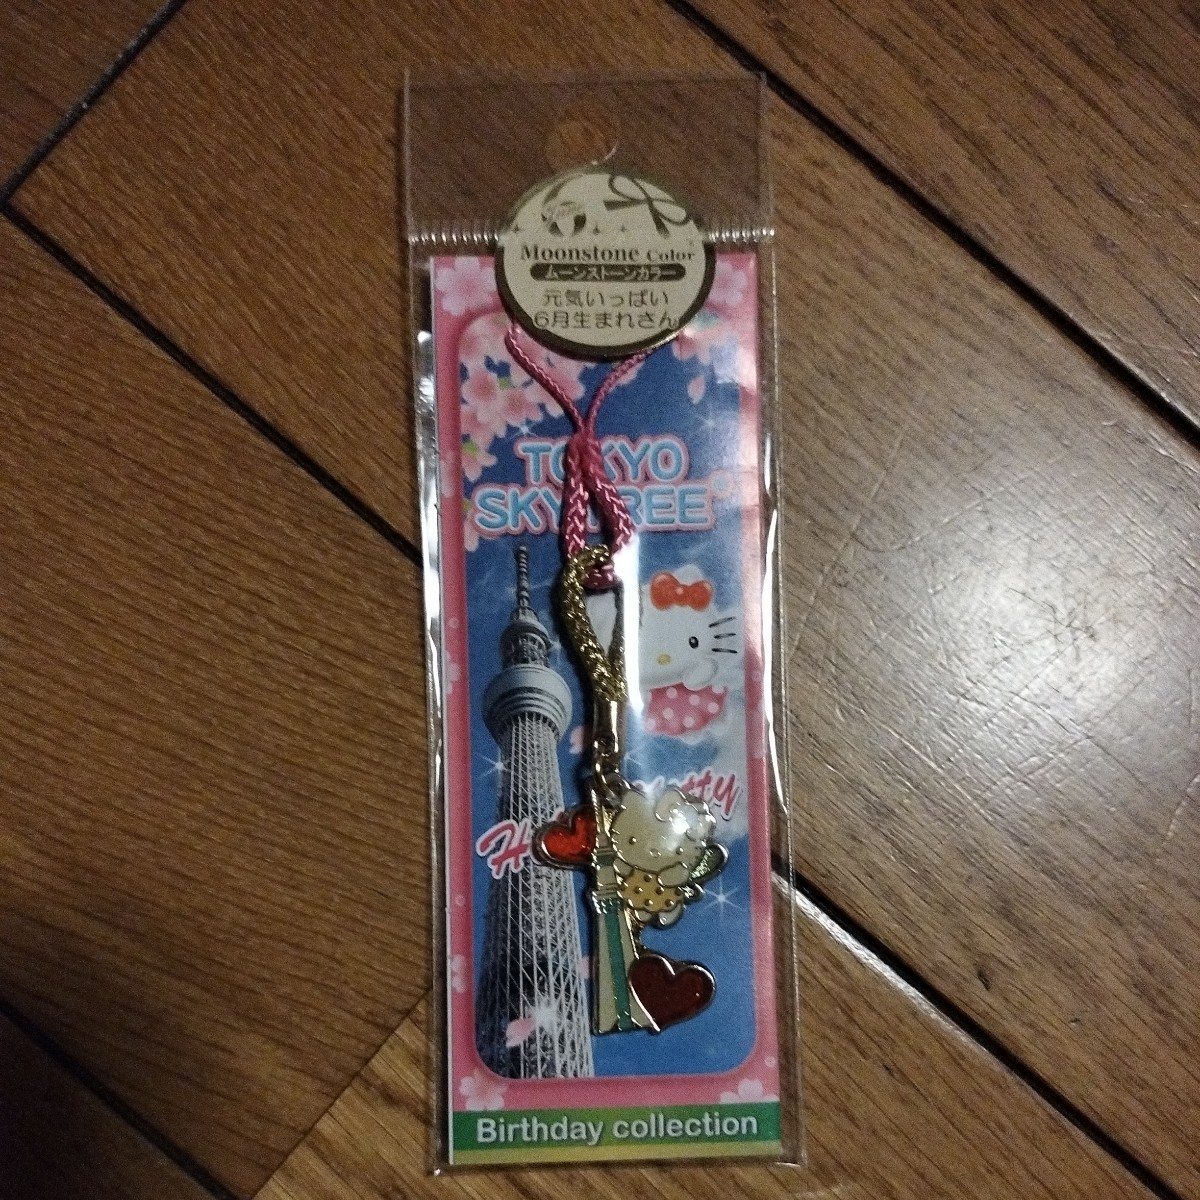 Moonstone Color
ムーンストーンカラー
元気いっぱい
6月生まれさん
TOKYO
SKYTREE
Birthday collection